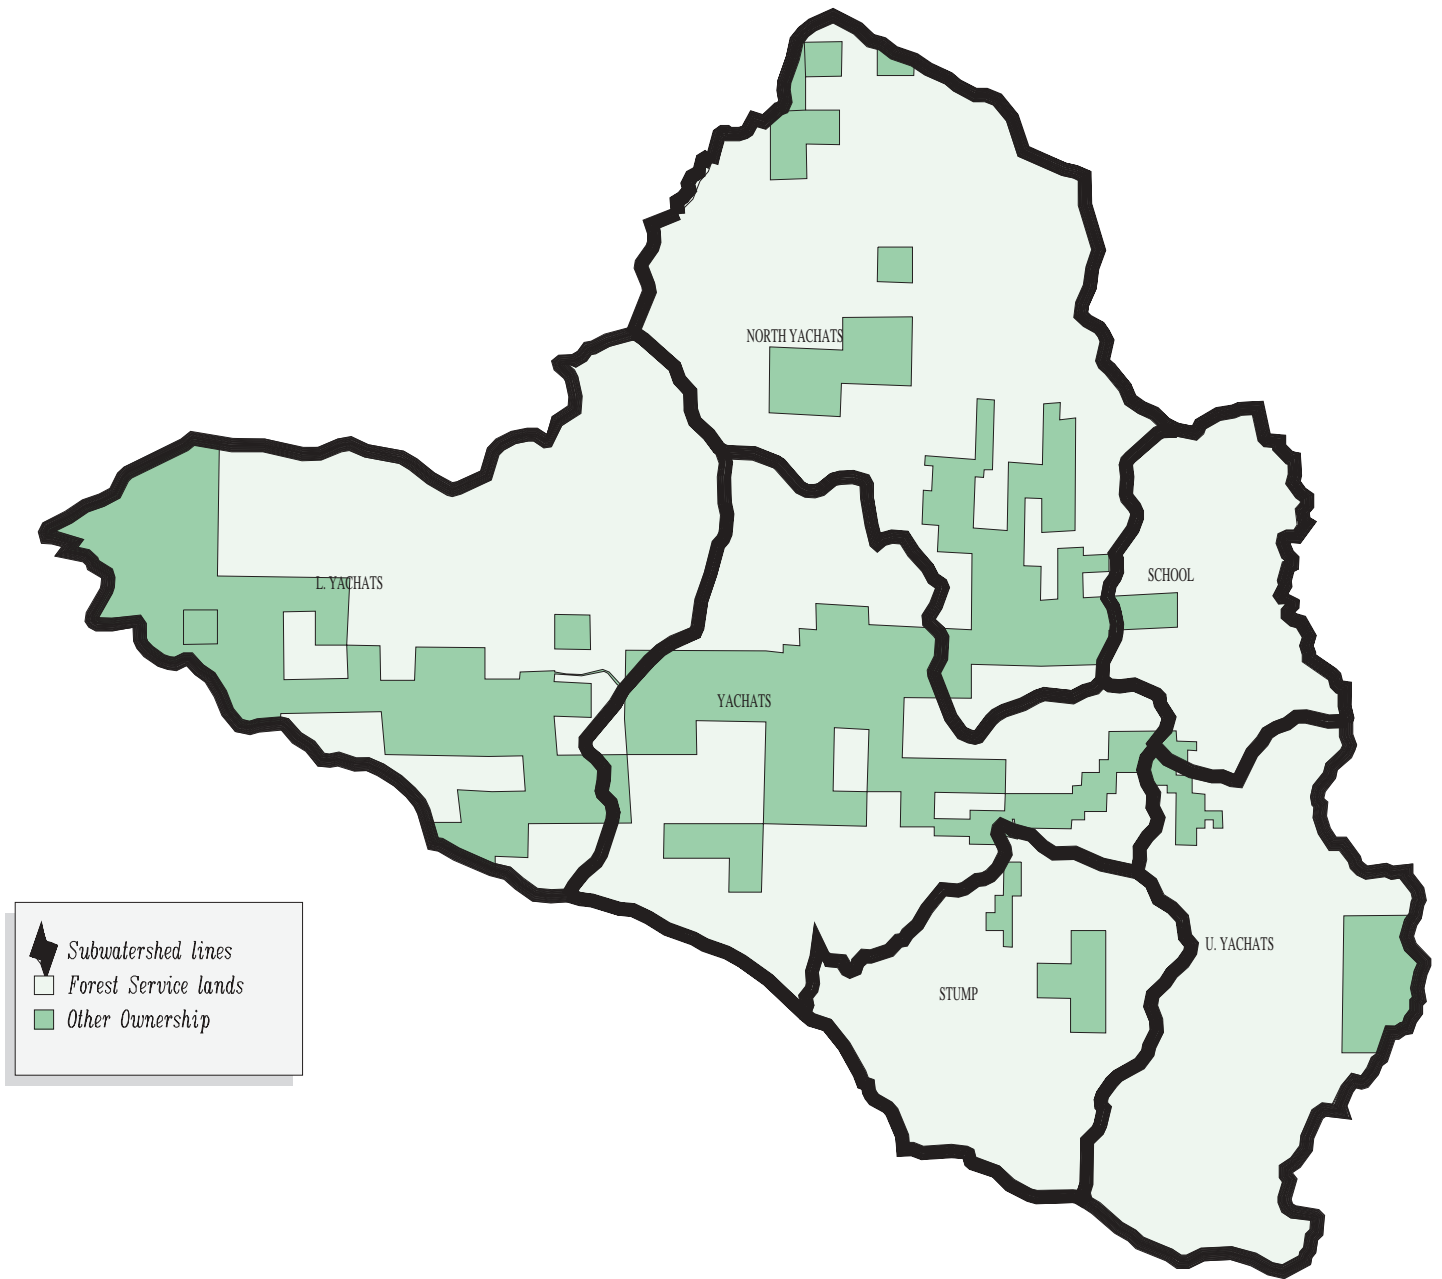 NORTH YACHATS
SCHOOL
L. YACHATS
YACHATS
U. YACHATS
STUMP
Subwatershed lines
Forest Service lands
Other Ownership